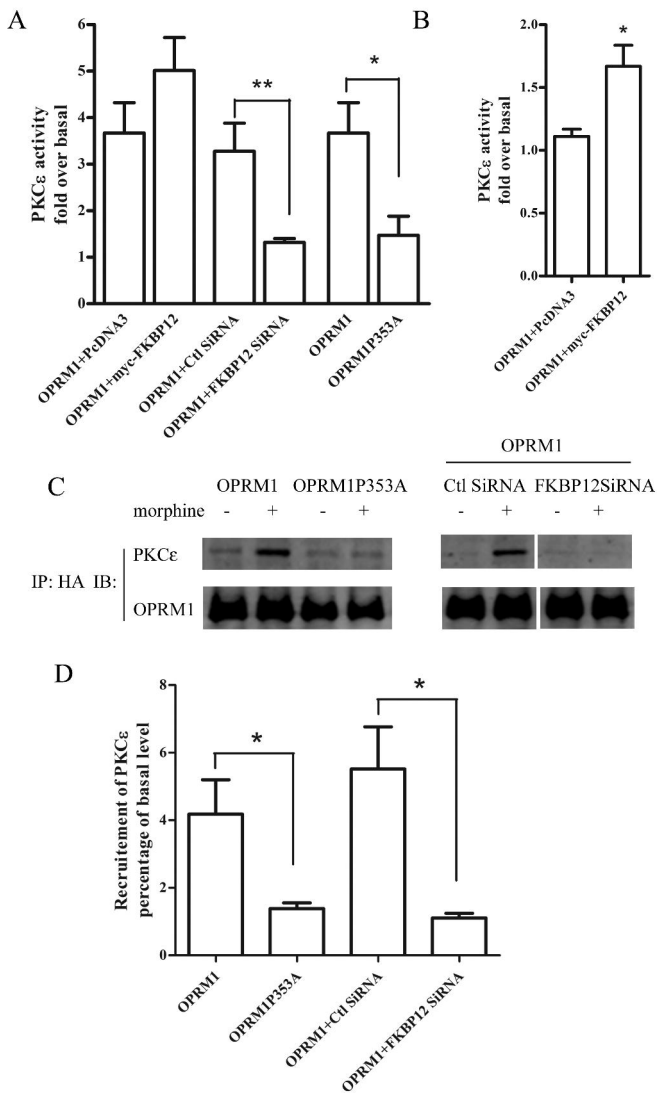 A
PKCε activity
fold over basal
6
5
4
3
2
1
0
**
*
OPRM1+PcDNA3
OPRM1+myc-FKBP12
OPRM1+Ctl SiRNA
OPRM1+FKBP12 SiRNA
OPRM1
OPRM1P353A
B
PKCε activity
fold over basal
2.0
1.5
1.0
0.5
0.0
*
OPRM1+PcDNA3
OPRM1+myc-FKBP12
C
OPRM1
OPRM1 OPRM1P353A Ctl SiRNA FKBP12SiRNA
morphine - + - + - + - +
PKCε
IP: HA IB:
OPRM1
D
Recruitement of PKCε
percentage of basal level
8
6
4
2
0
*
*
OPRM1
OPRM1P353A
OPRM1+Ctl SiRNA
OPRM1+FKBP12 SiRNA